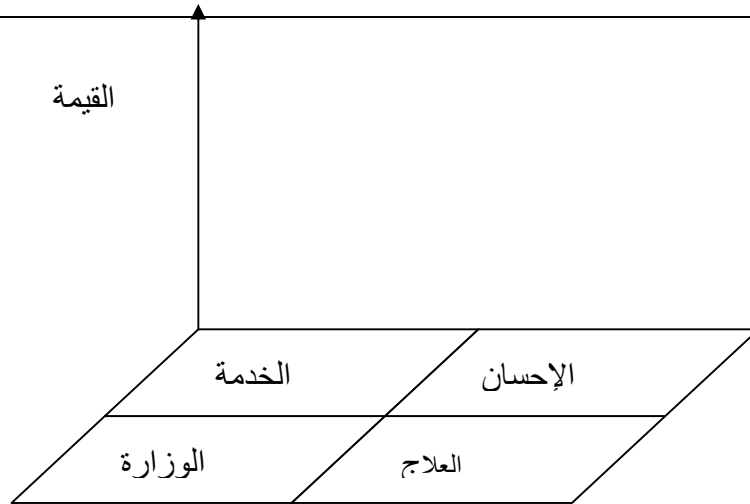 القيمة
الإحسان
الخدمة
العلاج
الوزارة